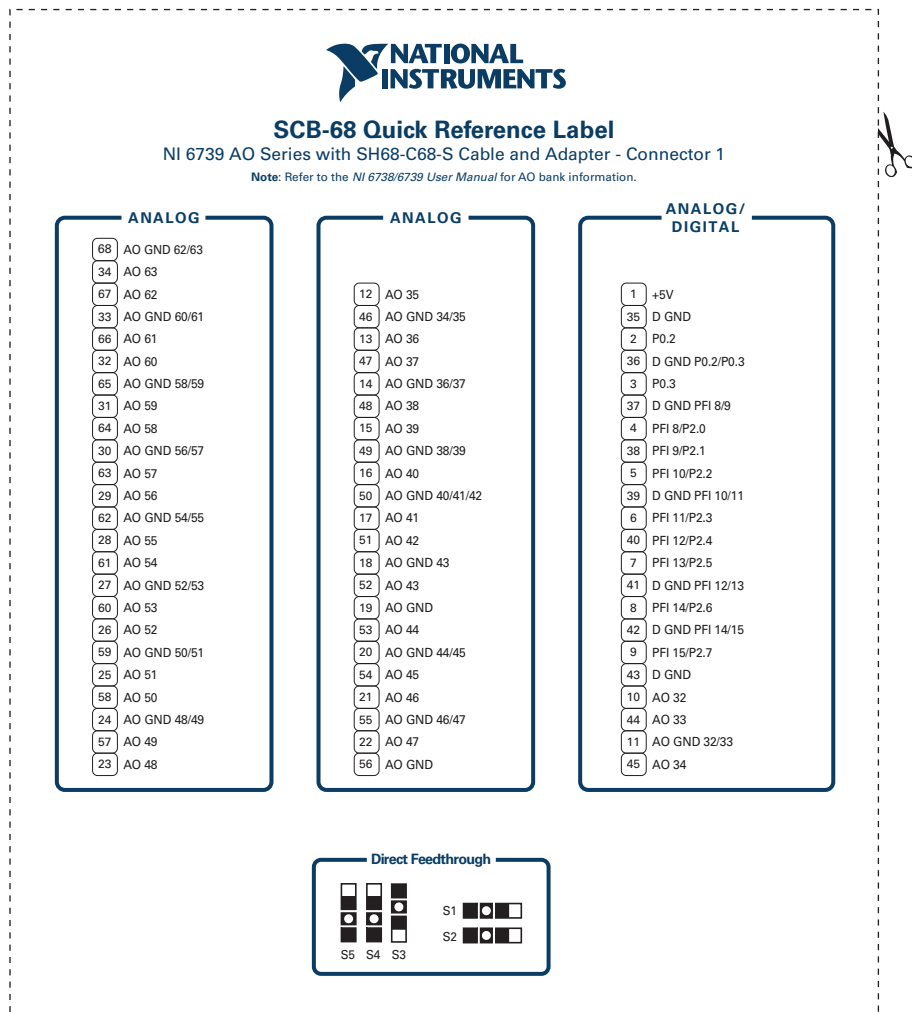 NATIONAL
INSTRUMENTS
SCB-68 Quick Reference Label
NI 6739 AO Series with SH68-C68-S Cable and Adapter - Connector 1
Note: Refer to the NI 6738/6739 User Manual for AO bank information.
ANALOG
68 AO GND 62/63
34 AO 63
67 AO 62
33 AO GND 60/61
66 AO 61
32 AO 60
65 AO GND 58/59
31 AO 59
64 AO 58
30 AO GND 56/57
63 AO 57
29 AO 56
62 AO GND 54/55
28 AO 55
61 AO 54
27 AO GND 52/53
60 AO 53
26 AO 52
59 AO GND 50/51
25 AO 51
58 AO 50
24 AO GND 48/49
57 AO 49
23 AO 48
ANALOG
12 AO 35
46 AO GND 34/35
13 AO 36
47 AO 37
14 AO GND 36/37
48 AO 38
15 AO 39
49 AO GND 38/39
16 AO 40
50 AO GND 40/41/42
17 AO 41
51 AO 42
18 AO GND 43
52 AO 43
19 AO GND
53 AO 44
20 AO GND 44/45
54 AO 45
21 AO 46
55 AO GND 46/47
22 AO 47
56 AO GND
ANALOG/
DIGITAL
1 +5V
35 D GND
2 P0.2
36 D GND P0.2/P0.3
3 P0.3
37 D GND PFI 8/9
4 PFI 8/P2.0
38 PFI 9/P2.1
5 PFI 10/P2.2
39 D GND PFI 10/11
6 PFI 11/P2.3
40 PFI 12/P2.4
7 PFI 13/P2.5
41 D GND PFI 12/13
8 PFI 14/P2.6
42 D GND PFI 14/15
9 PFI 15/P2.7
43 D GND
10 AO 32
44 AO 33
11 AO GND 32/33
45 AO 34
Direct Feedthrough
S5 S4 S3
S1
S2